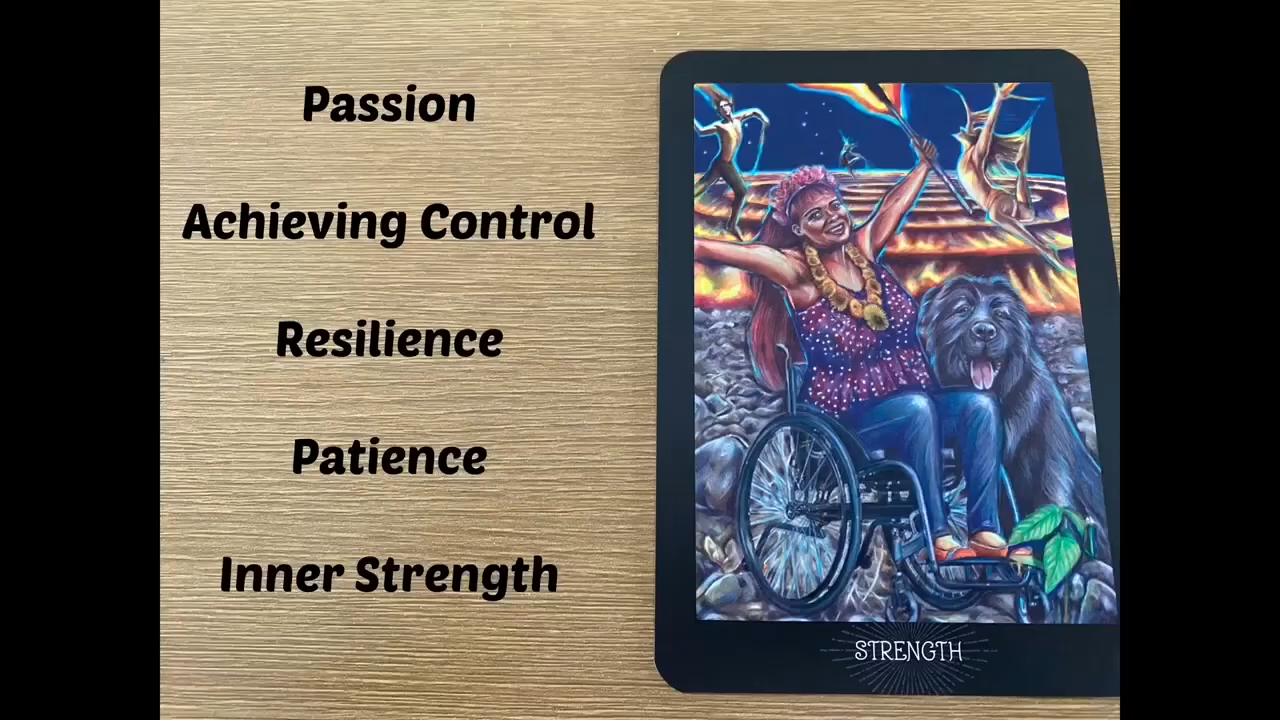 Passion
Achieving Control
Resilience
Patience
Inner Strength
STRENGTH